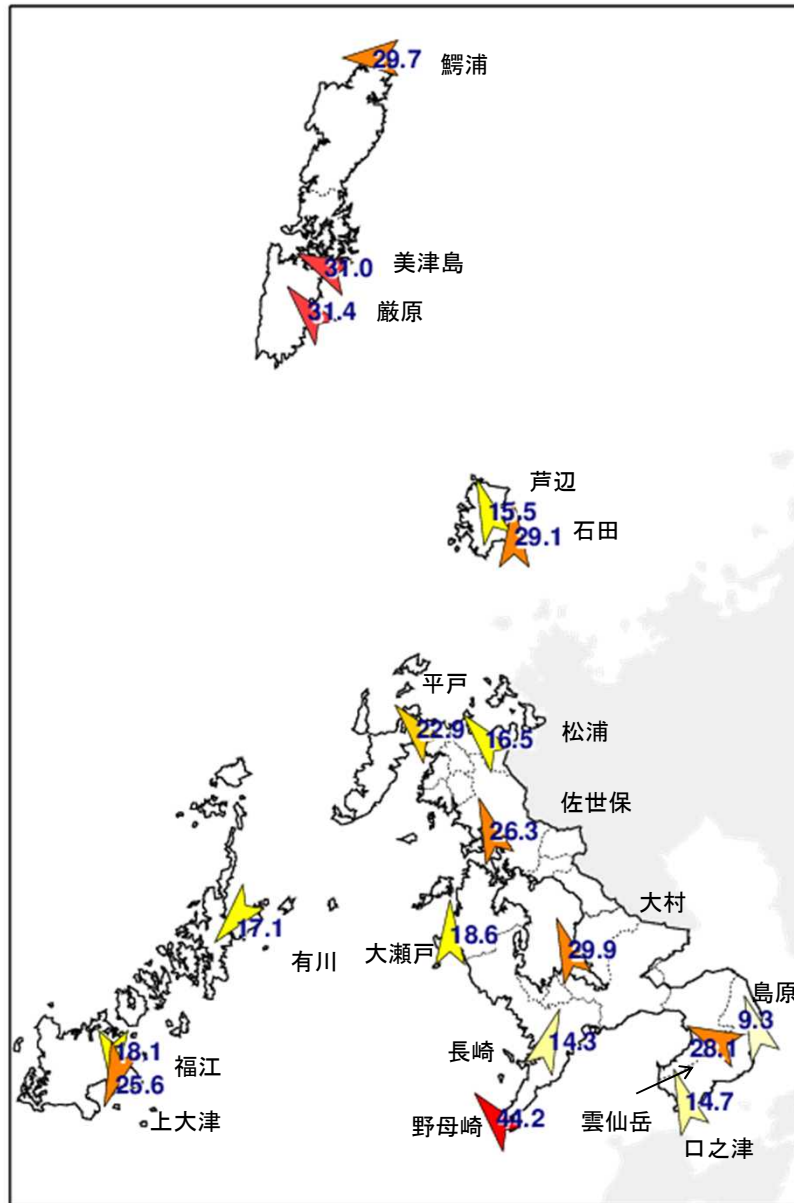 29.7 鰐浦
31.0 美津島
31.4 厳原
芦辺
15.5
29.1 石田
平戸
22.9
16.5 松浦
佐世保
26.3
大村
17.1
有川
大瀬戸
18.6
29.9
島原
9.3
長崎
14.3
28.1
18.1
福江
25.6
上大津
野母崎
44.2
雲仙岳
14.7
口之津